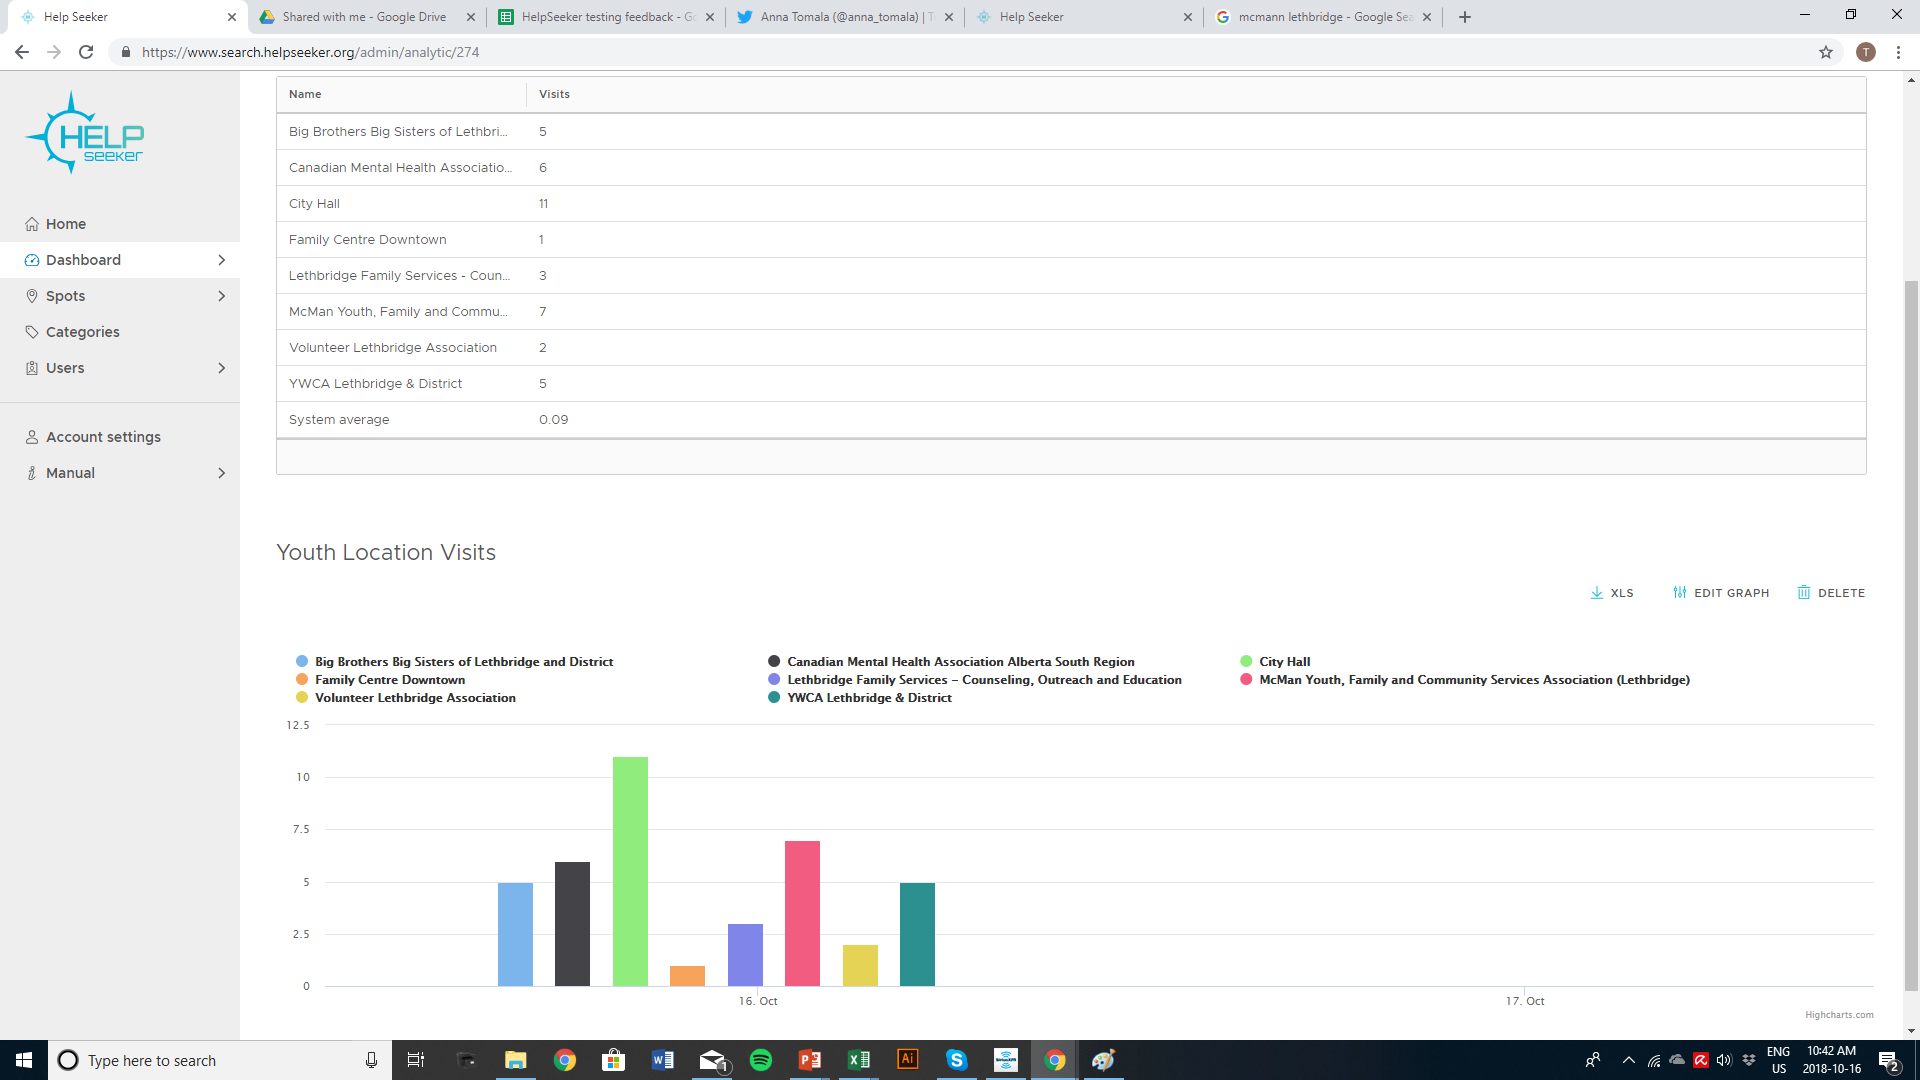 Help Seeker
Shared with me - Google Drive
HelpSeeker testing feedback - Go
Anna Tomala (@anna_tomala) | T
Help Seeker
mcmann lethbridge - Google Sea
https://www.search.helpseeker.org/admin/analytic/274
T
HELP
seeker
Home
Dashboard
Spots
Categories
Users
Account settings
Manual
Name Visits
Big Brothers Big Sisters of Lethbri... 5
Canadian Mental Health Associatio... 6
City Hall 11
Family Centre Downtown 1
Lethbridge Family Services - Coun... 3
McMan Youth, Family and Commu... 7
Volunteer Lethbridge Association 2
YWCA Lethbridge & District 5
System average 0.09
Youth Location Visits
XLS EDIT GRAPH DELETE
Big Brothers Big Sisters of Lethbridge and District Canadian Mental Health Association Alberta South Region City Hall
Family Centre Downtown Lethbridge Family Services – Counseling, Outreach and Education McMan Youth, Family and Community Services Association (Lethbridge)
Volunteer Lethbridge Association YWCA Lethbridge & District
12.5
10
7.5
5
2.5
0
16. Oct 17. Oct
Highcharts.com
Type here to search
1
Ai
ENG
US
10:42 AM
2018-10-16
2